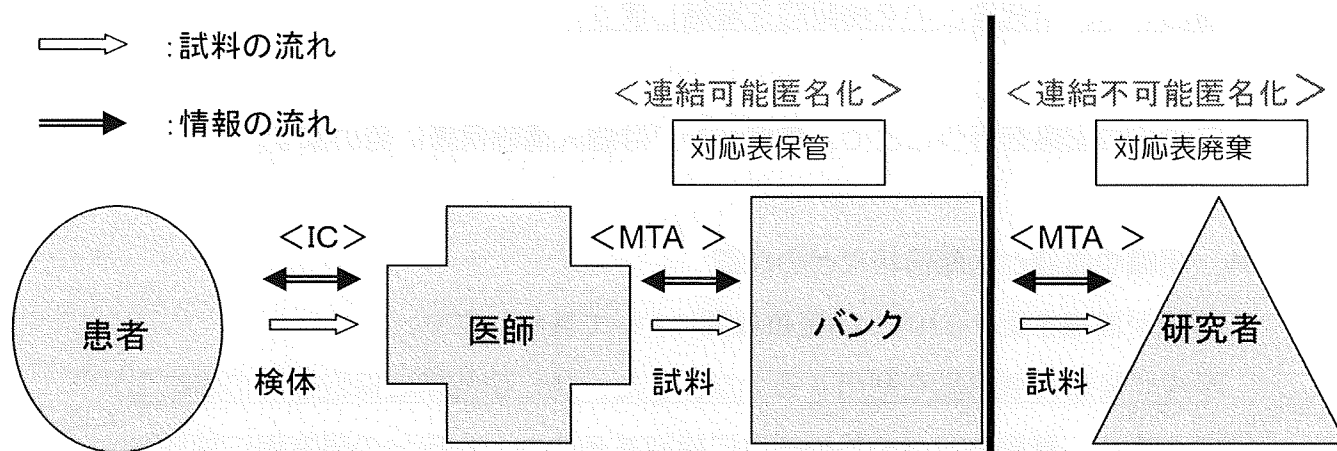 :試料の流れ
:情報の流れ
<連結可能匿名化>
<連結不可能匿名化>
対応表保管
対応表廃棄
<IC>
<MTA >
<MTA >
患者
医師
バンク
研究者
検体
試料
試料